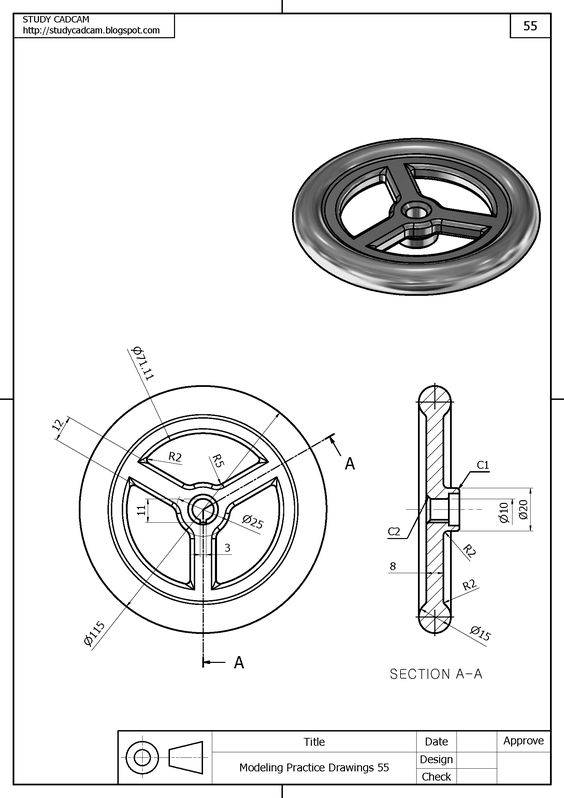 STUDY CADCAM
http://studycadcam.blogspot.com
55
Ø71.11
12
R2
R5
A
11
Ø25
3
Ø115
A
C1
Ø10
Ø20
C2
R2
8
R2
Ø15
SECTION A-A
Title
Date
Approve
Modeling Practice Drawings 55
Design
Check